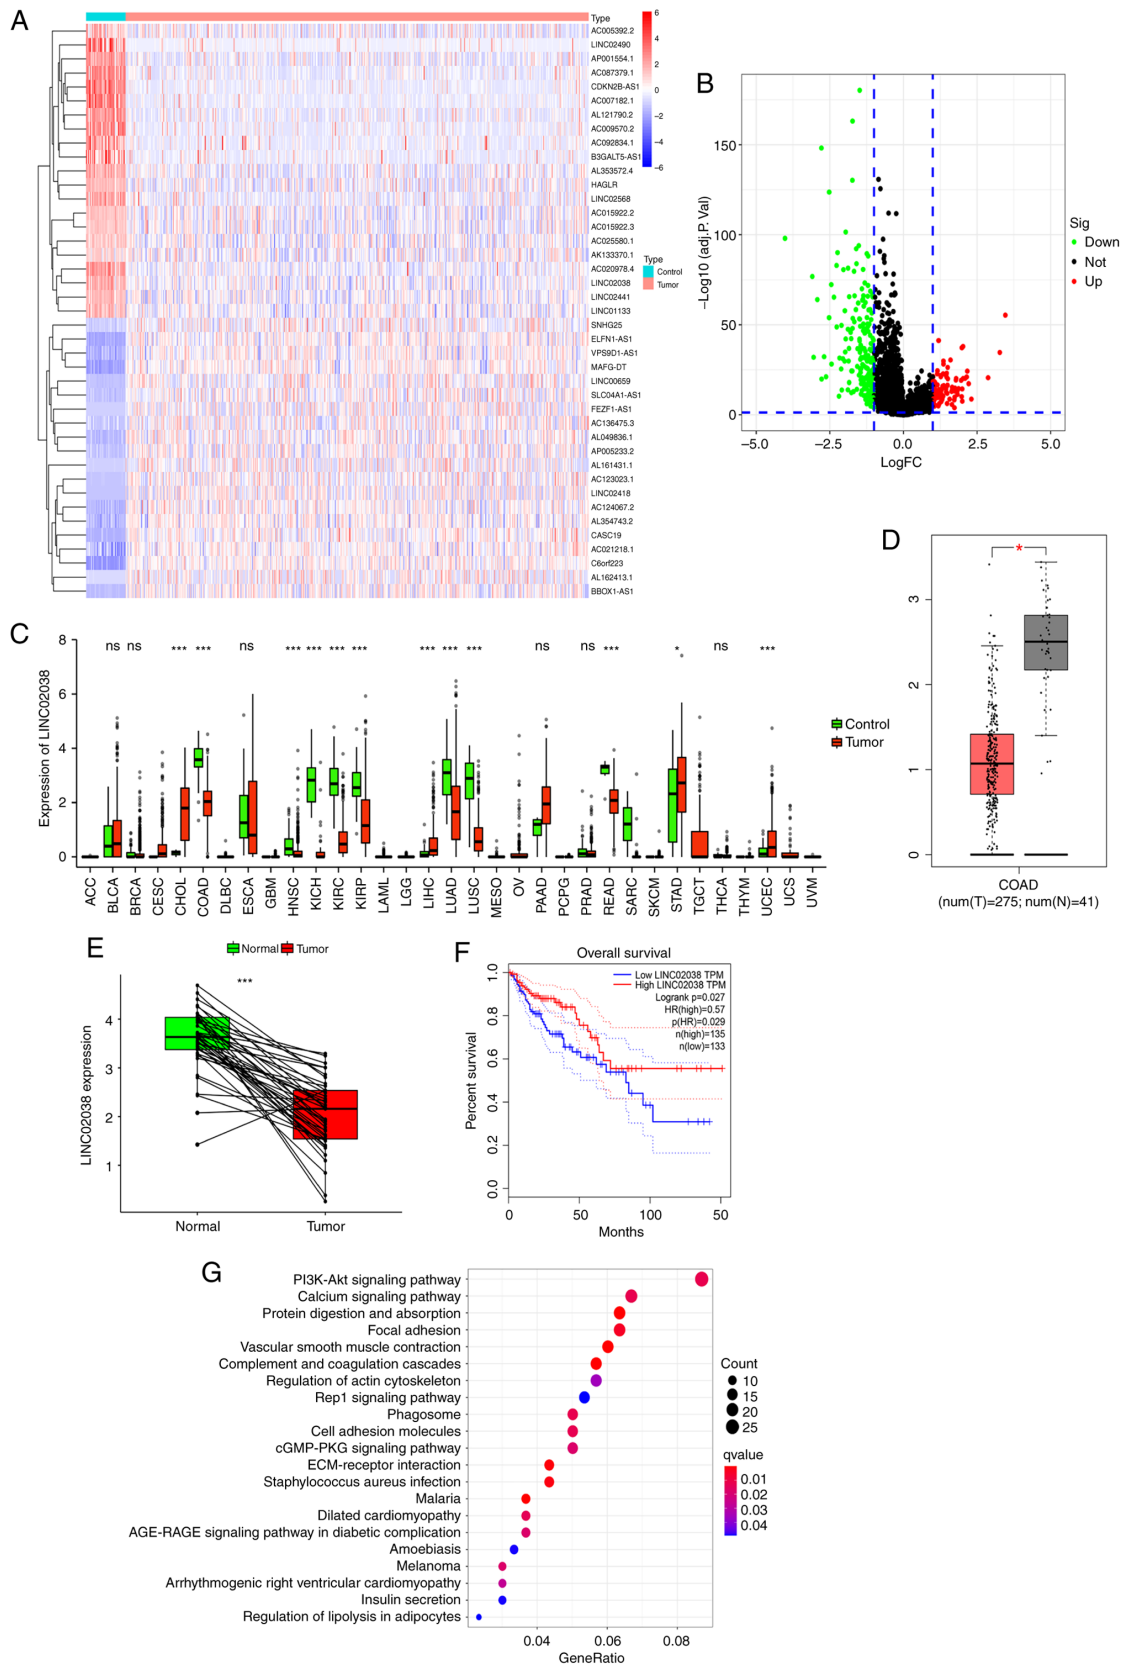 A
Type
6
4
2
0
−2
−4
−6
AC005392.2
LINC02490
AP001554.1
AC087379.1
CDKN2B-AS1
AC007182.1
AL121790.2
AC009570.2
AC092834.1
B3GALT5-AS1
AL353572.4
HAGLR
LINC02568
AC015922.2
AC015922.3
AC025580.1
AK133370.1
AC020978.4
LINC02038
LINC02441
LINC01133
SNHG25
ELFN1-AS1
VPS9D1-AS1
MAFG-DT
LINC00659
SLC04A1-AS1
FEZF1-AS1
AC136475.3
AL049836.1
AP005233.2
AL161431.1
AC123023.1
LINC02418
AC124067.2
AL354743.2
CASC19
AC021218.1
C6orf223
AL162413.1
BBOX1-AS1
Type
Control
Tumor
B
−Log10 (adj.P. Val)
150
100
50
0
−5.0
−2.5
0.0
2.5
5.0
LogFC
Sig
Down
Not
Up
C
Expression of LINC02038
8
6
4
2
0
ns ns *** *** ns *** *** *** *** *** *** *** ns ns *** * ns ***
ACC
BLCA
BRCA
CESC
CHOL
COAD
DLBC
ESCA
GBM
HNSC
KICH
KIRC
KIRP
LAML
LGG
LIHC
LUAD
LUSC
MESO
OV
PAAD
PCPG
PRAD
READ
SARC
SKCM
STAD
TGCT
THCA
THYM
UCEC
UCS
UVM
Control
Tumor
D
*
3
2
1
0
COAD
(num(T)=275; num(N)=41)
E
Normal Tumor
***
LINC02038 expression
4
3
2
1
Normal
Tumor
F
Overall survival
Low LINC02038 TPM
High LINC02038 TPM
Logrank p=0.027
HR(high)=0.57
p(HR)=0.029
n(high)=135
n(low)=133
Percent survival
1.0
0.8
0.6
0.4
0.2
0.0
0
50
100
50
Months
G
PI3K-Akt signaling pathway
Calcium signaling pathway
Protein digestion and absorption
Focal adhesion
Vascular smooth muscle contraction
Complement and coagulation cascades
Regulation of actin cytoskeleton
Rep1 signaling pathway
Phagosome
Cell adhesion molecules
cGMP-PKG signaling pathway
ECM-receptor interaction
Staphylococcus aureus infection
Malaria
Dilated cardiomyopathy
AGE-RAGE signaling pathway in diabetic complication
Amoebiasis
Melanoma
Arrhythmogenic right ventricular cardiomyopathy
Insulin secretion
Regulation of lipolysis in adipocytes
0.04
0.06
0.08
GeneRatio
Count
10
15
20
25
qvalue
0.01
0.02
0.03
0.04